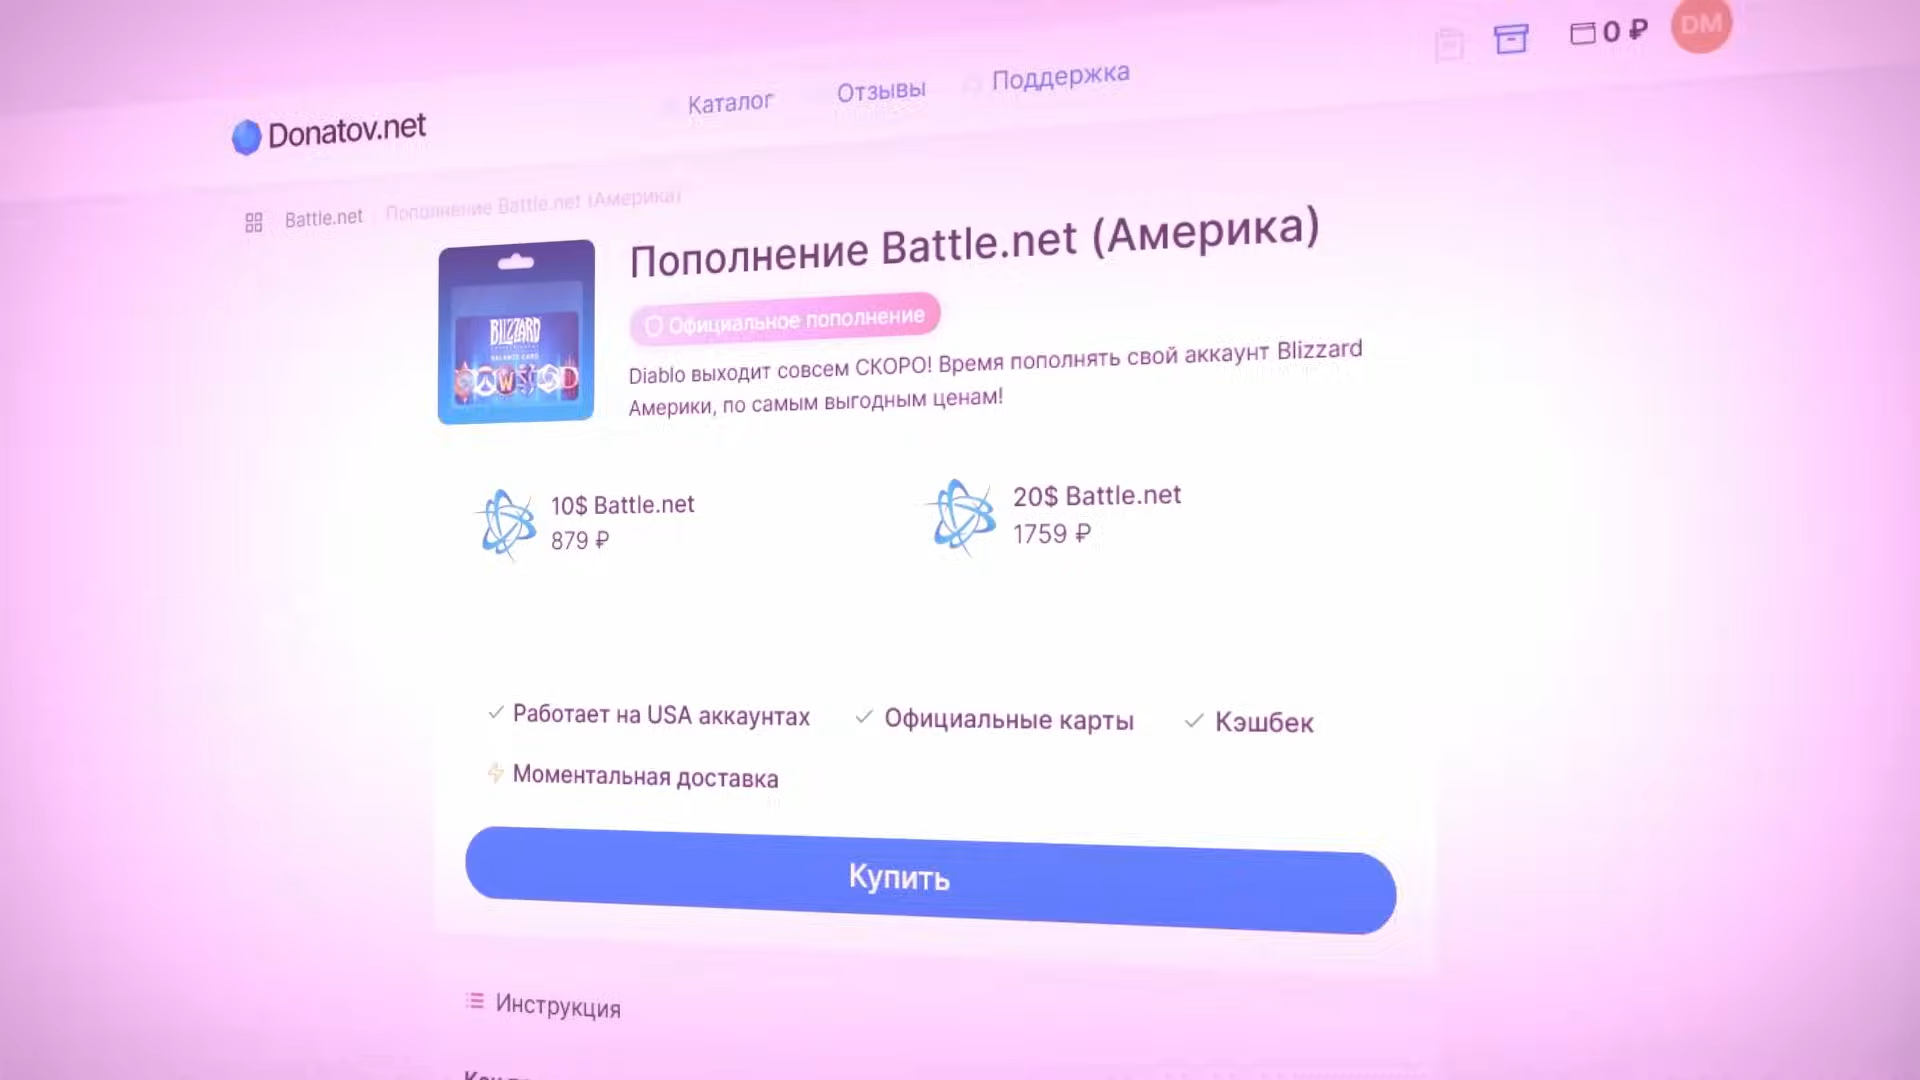 0 ₽
DM
Каталог
Отзывы
Поддержка
Donatov.net
Battle.net
Пополнение Battle.net (Америка)
Пополнение Battle.net (Америка)
Официальное пополнение
BLIZZARD
BALANCE CARD
Diablo выходит совсем СКОРО! Время пополнять свой аккаунт Blizzard
Америки, по самым выгодным ценам!
10$ Battle.net
879 ₽
20$ Battle.net
1759 ₽
Работает на USA аккаунтах
Официальные карты
Кэшбек
Моментальная доставка
Купить
Инструкция